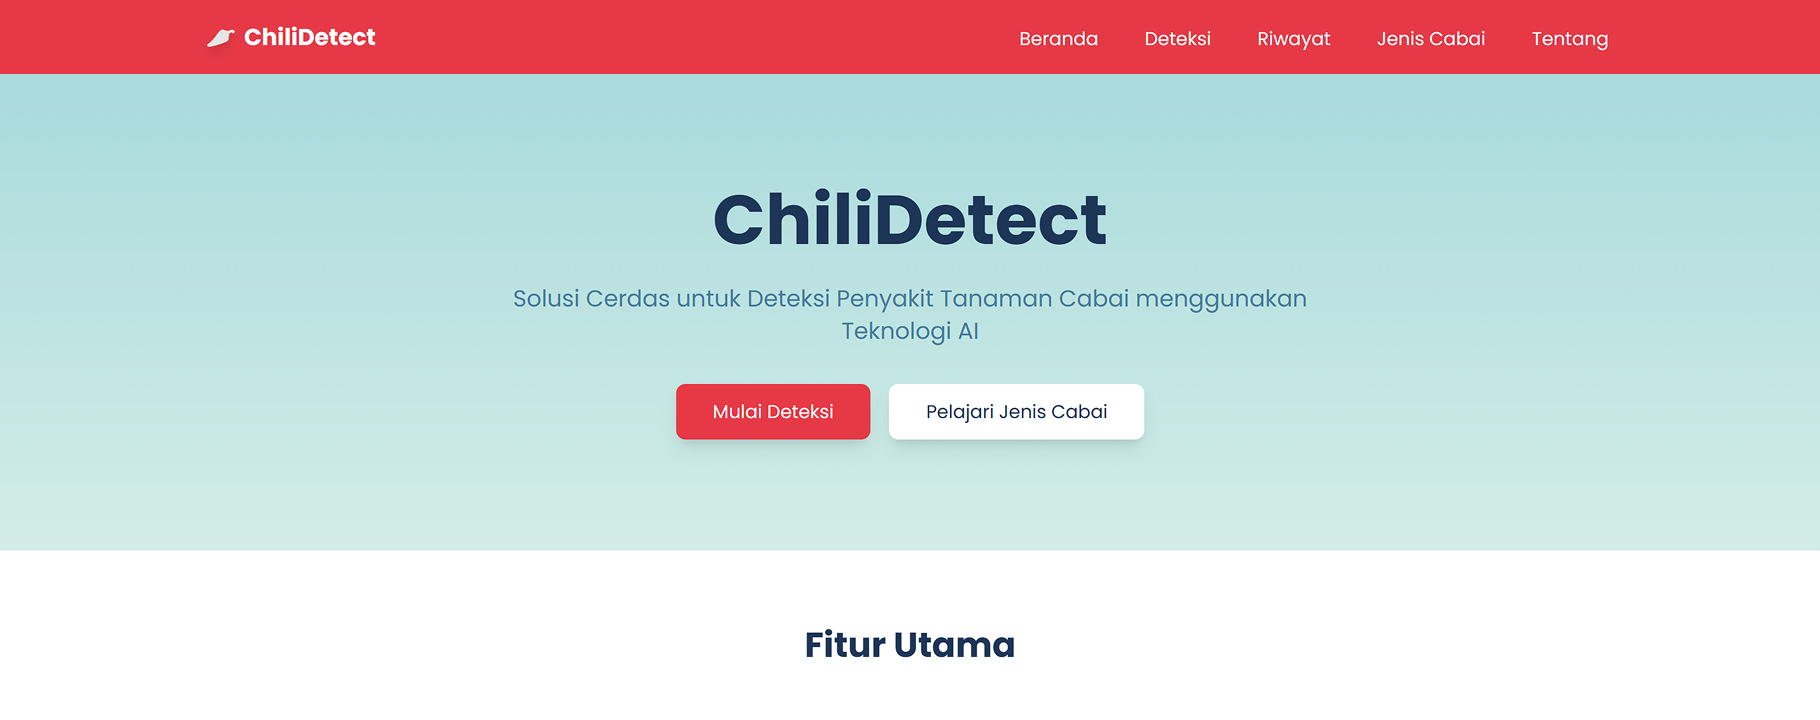 ChiliDetect
Beranda
Deteksi
Riwayat
Jenis Cabai
Tentang
ChiliDetect
Solusi Cerdas untuk Deteksi Penyakit Tanaman Cabai menggunakan
Teknologi AI
Mulai Deteksi
Pelajari Jenis Cabai
Fitur Utama